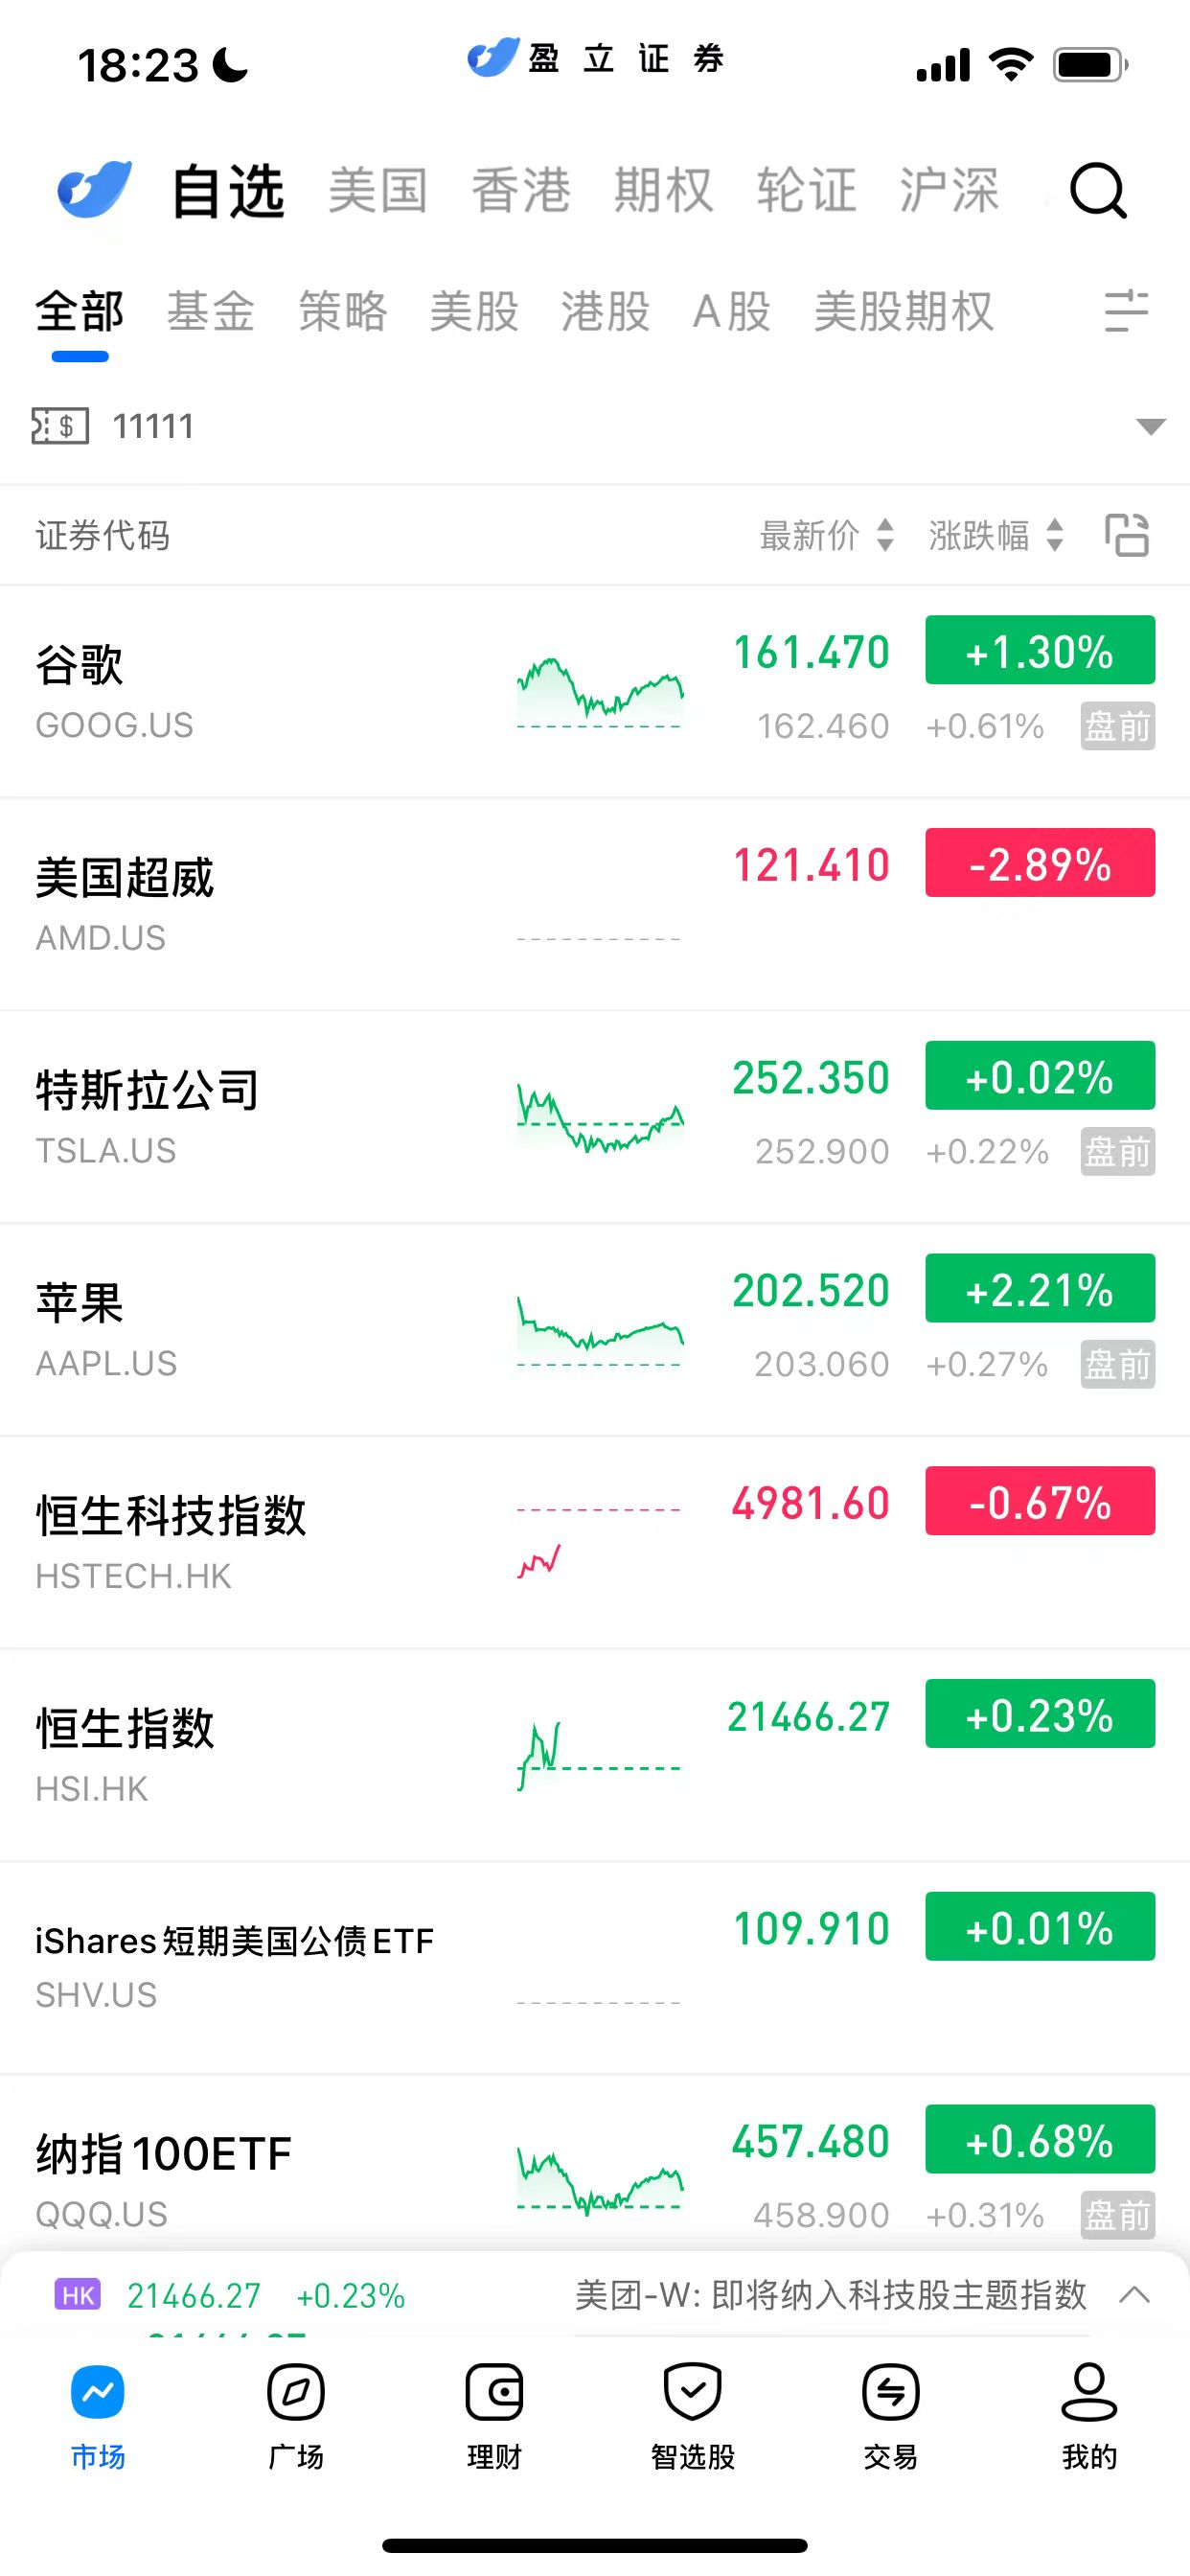 18:23
盈立证券
自选 美国 香港 期权 轮证 沪深
全部 基金 策略 美股 港股 A股 美股期权
$ 11111
证券代码 最新价 涨跌幅
谷歌 161.470 +1.30%
GOOG.US 162.460 +0.61% 盘前
美国超威 121.410 -2.89%
AMD.US
特斯拉公司 252.350 +0.02%
TSLA.US 252.900 +0.22% 盘前
苹果 202.520 +2.21%
AAPL.US 203.060 +0.27% 盘前
恒生科技指数 4981.60 -0.67%
HSTECH.HK
恒生指数 21466.27 +0.23%
HSI.HK
iShares短期美国公债ETF 109.910 +0.01%
SHV.US
纳指100ETF 457.480 +0.68%
QQQ.US 458.900 +0.31% 盘前
HK 21466.27 +0.23% 美团-W: 即将纳入科技股主题指数
市场 广场 理财 智选股 交易 我的